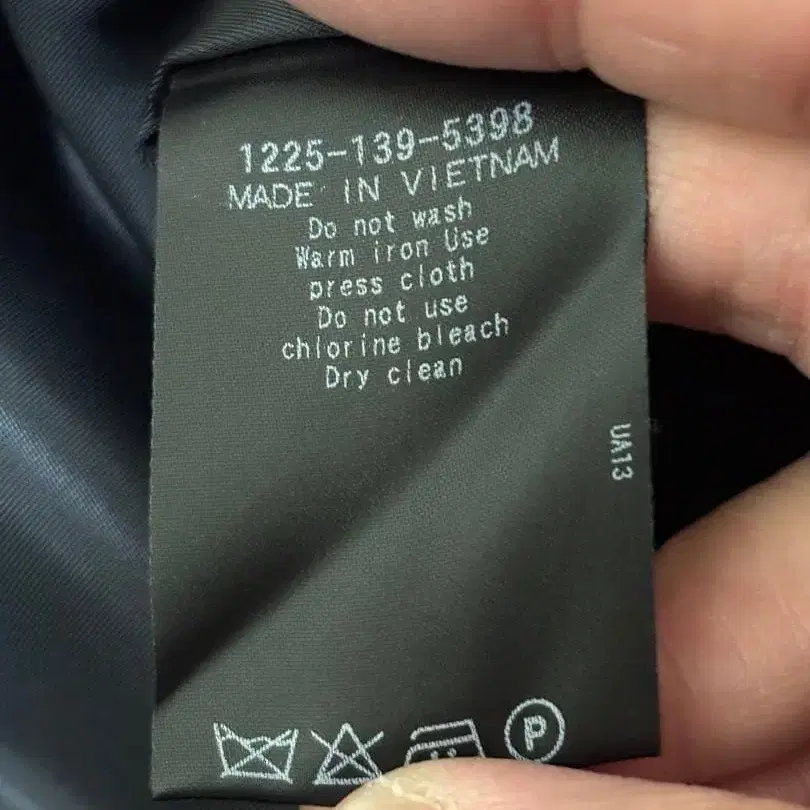 1225-139-5398
MADE IN VIETNAM
Do not wash
Warm iron Use
press cloth
Do not use
chlorine bleach
Dry clean
UA13
P